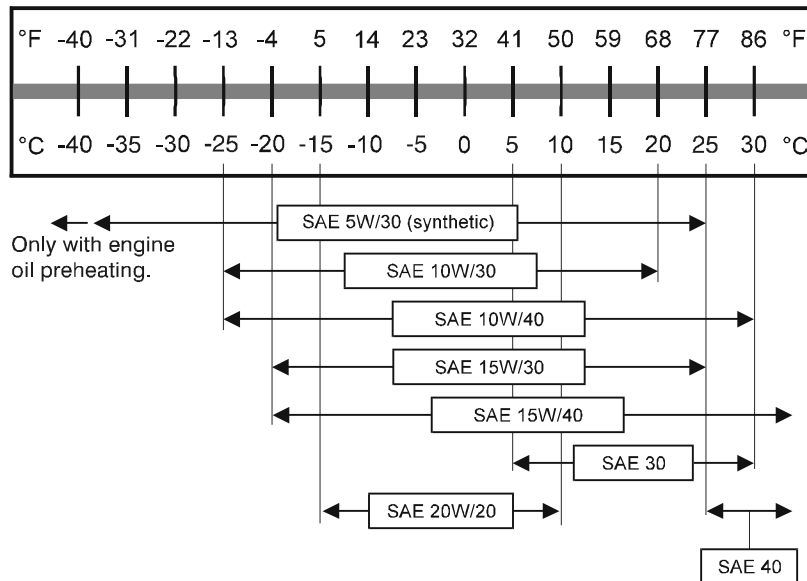 °F -40 -31 -22 -13 -4 5 14 23 32 41 50 59 68 77 86 °F
°C -40 -35 -30 -25 -20 -15 -10 -5 0 5 10 15 20 25 30 °C
SAE 5W/30 (synthetic)
Only with engine
oil preheating.
SAE 10W/30
SAE 10W/40
SAE 15W/30
SAE 15W/40
SAE 30
SAE 20W/20
SAE 40